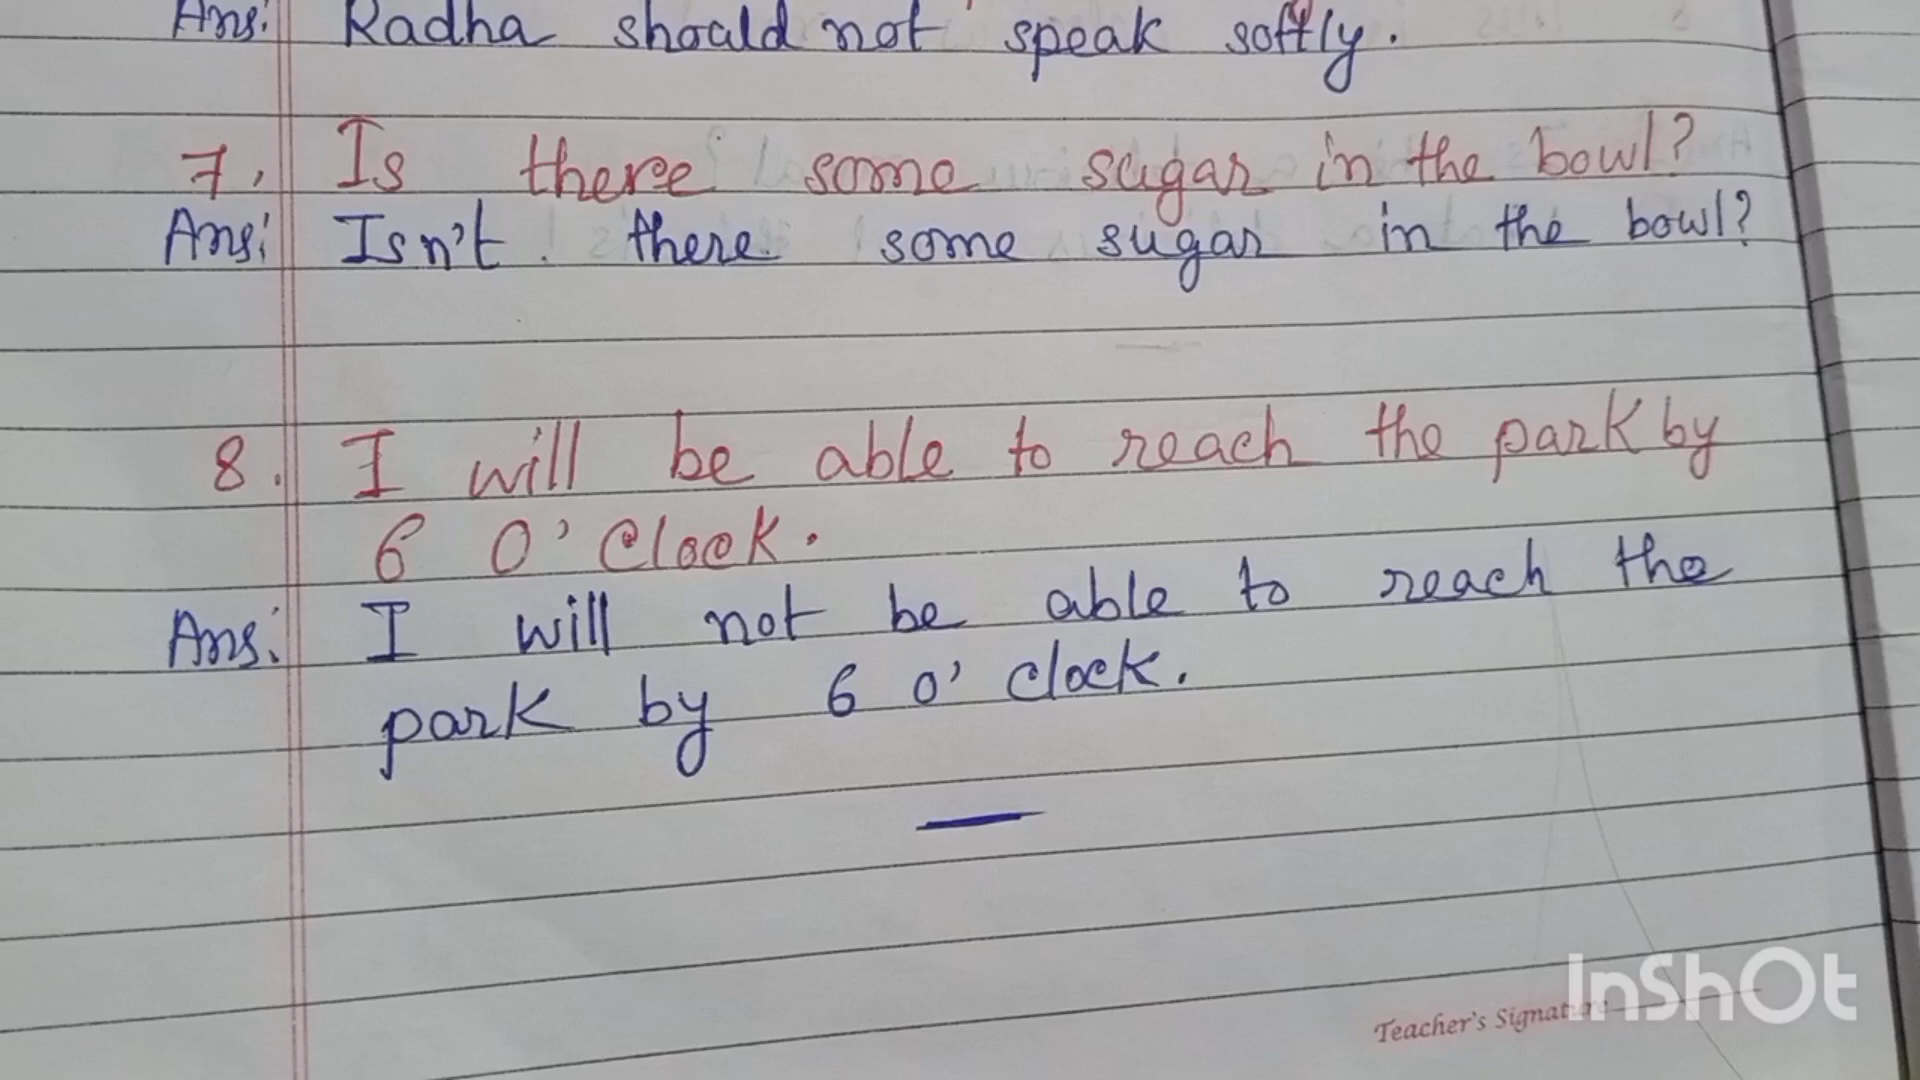 Ans: Radha should not speak softly.
7. Is there some sugar in the bowl?
Ans: Isn't there some sugar in the bowl?
8. I will be able to reach the park by
6 O'Clock.
Ans: I will not be able to reach the
park by 6 o'clock.
InShOt
Teacher's Signature